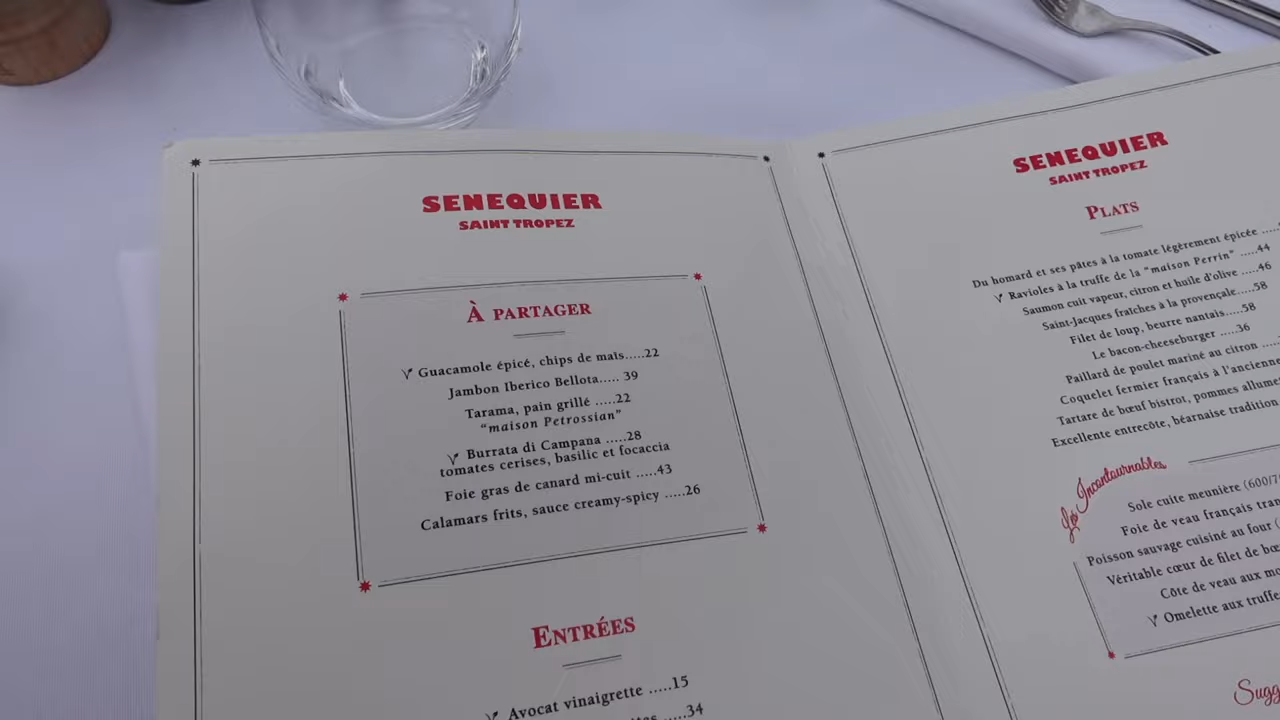 SENEQUIER
SAINT TROPEZ
À PARTAGER
Guacamole épicé, chips de maïs.....22
Jambon Iberico Bellota..... 39
Tarama, pain grillé .....22
"maison Petrossian"
Burrata di Campana .....28
tomates cerises, basilic et focaccia
Foie gras de canard mi-cuit .....43
Calamars frits, sauce creamy-spicy .....26
ENTRÉES
Avocat vinaigrette .....15
.....34
SENEQUIER
SAINT TROPEZ
PLATS
Du homard et ses pâtes à la tomate légèrement épicée
Ravioles à la truffe de la "maison Perrin" .....44
Saumon cuit vapeur, citron et huile d'olive .....46
Saint-Jacques fraîches à la provençale.....58
Filet de loup, beurre nantais.....58
Le bacon-cheeseburger .....36
Paillard de poulet mariné au citron .....
Coquelet fermier français à l'ancienne
Tartare de bœuf bistrot, pommes allume
Excellente entrecôte, béarnaise tradition
Les Incontournables
Sole cuite meunière (600/7
Foie de veau français tran
Poisson sauvage cuisiné au four (
Véritable cœur de filet de bœ
Côte de veau aux mo
Omelette aux truffe
Sugg